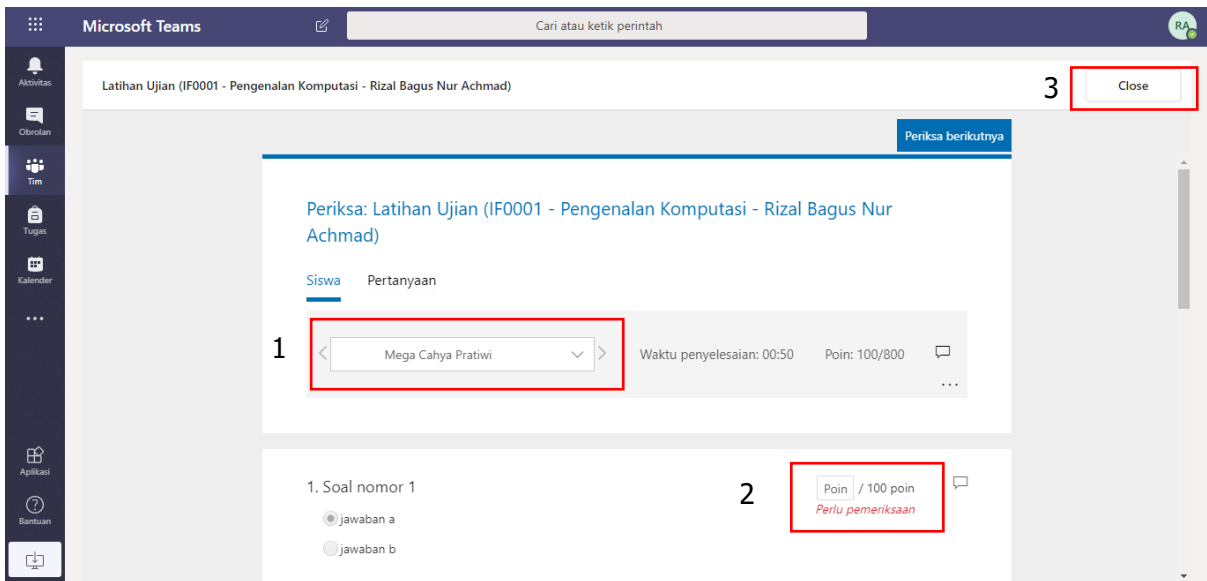 Microsoft Teams
Cari atau ketik perintah
RA
Aktivitas
Obrolan
Tim
Tugas
Kalender
Aplikasi
Bantuan
Latihan Ujian (IF0001 - Pengenalan Komputasi - Rizal Bagus Nur Achmad)
3
Close
Periksa berikutnya
Periksa: Latihan Ujian (IF0001 - Pengenalan Komputasi - Rizal Bagus Nur
Achmad)
Siswa Pertanyaan
1
Mega Cahya Pratiwi
Waktu penyelesaian: 00:50 Poin: 100/800
1. Soal nomor 1
2
Poin / 100 poin
Perlu pemeriksaan
jawaban a
jawaban b